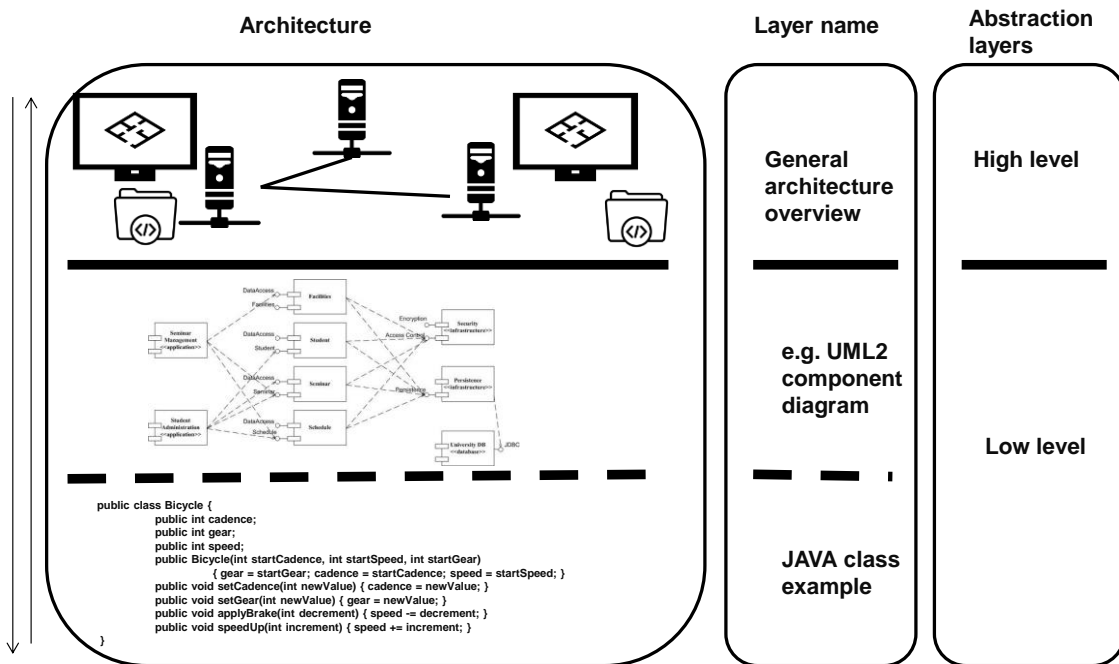 Architecture
Layer name
Abstraction
layers
</>
</>
General
architecture
overview
High level
DataAccess
Facilities
Facilities
Seminar
Management
<<application>>
DataAccess
Student
Student
Encryption
Access Control
Security
<<infrastructure>>
DataAccess
Seminar
Seminar
Persistence
Persistence
<<infrastructure>>
Student
Administration
<<application>>
DataAccess
Schedule
Schedule
University DB
<<database>>
JDBC
e.g. UML2
component
diagram
Low level
public class Bicycle {
public int cadence;
public int gear;
public int speed;
public Bicycle(int startCadence, int startSpeed, int startGear)
{ gear = startGear; cadence = startCadence; speed = startSpeed; }
public void setCadence(int newValue) { cadence = newValue; }
public void setGear(int newValue) { gear = newValue; }
public void applyBrake(int decrement) { speed -= decrement; }
public void speedUp(int increment) { speed += increment; }
}
JAVA class
example